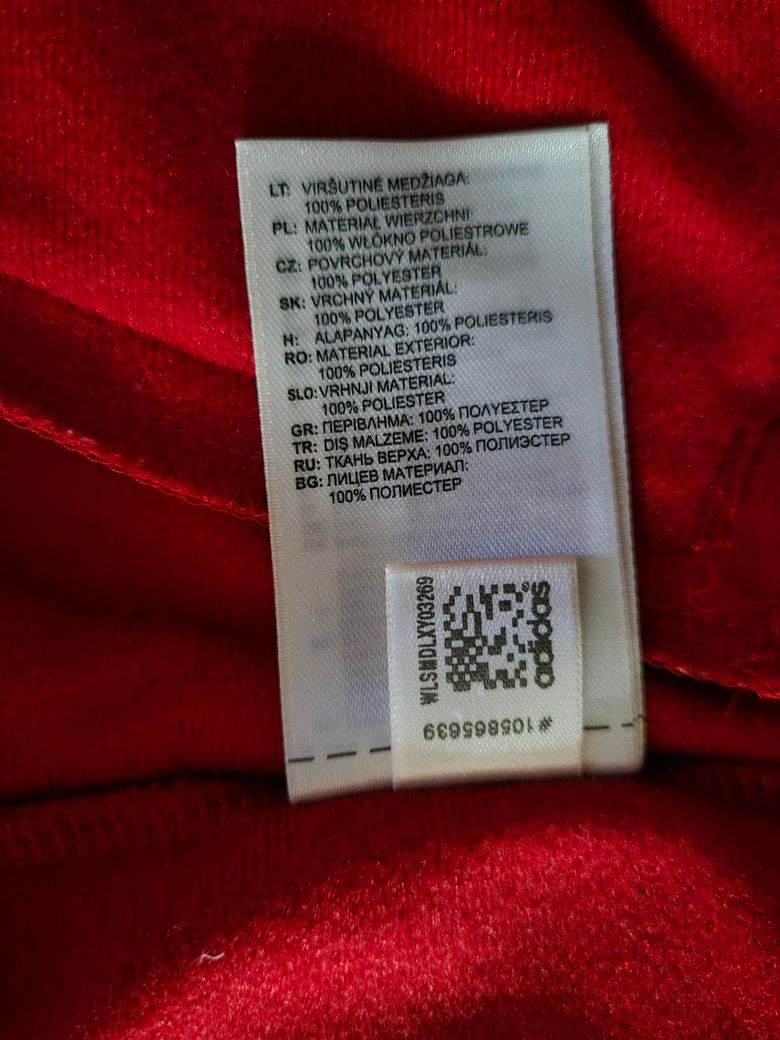 LT: VIRŠUTINĖ MEDŽIAGA:
100% POLIESTERIS
PL: MATERIAŁ WIERZCHNI:
100% WŁÓKNO POLIESTROWE
CZ: POVRCHOVÝ MATERIÁL:
100% POLYESTER
SK: VRCHNÝ MATERIÁL:
100% POLYESTER
H: ALAPANYAG: 100% POLIESTERIS
RO: MATERIAL EXTERIOR:
100% POLIESTERIS
SLO: VRHNJI MATERIAL:
100% POLIESTER
GR: ΠΕΡΙΒΛΗΜΑ: 100% ΠΟΛΥΕΣΤΕΡ
TR: DIŞ MALZEME: 100% POLYESTER
RU: ТКАНЬ ВЕРХА: 100% ПОЛИЭСТЕР
BG: ЛИЦЕВ МАТЕРИАЛ:
100% ПОЛИЕСТЕР
WLSMDLXY03269
adidas®
#105865639